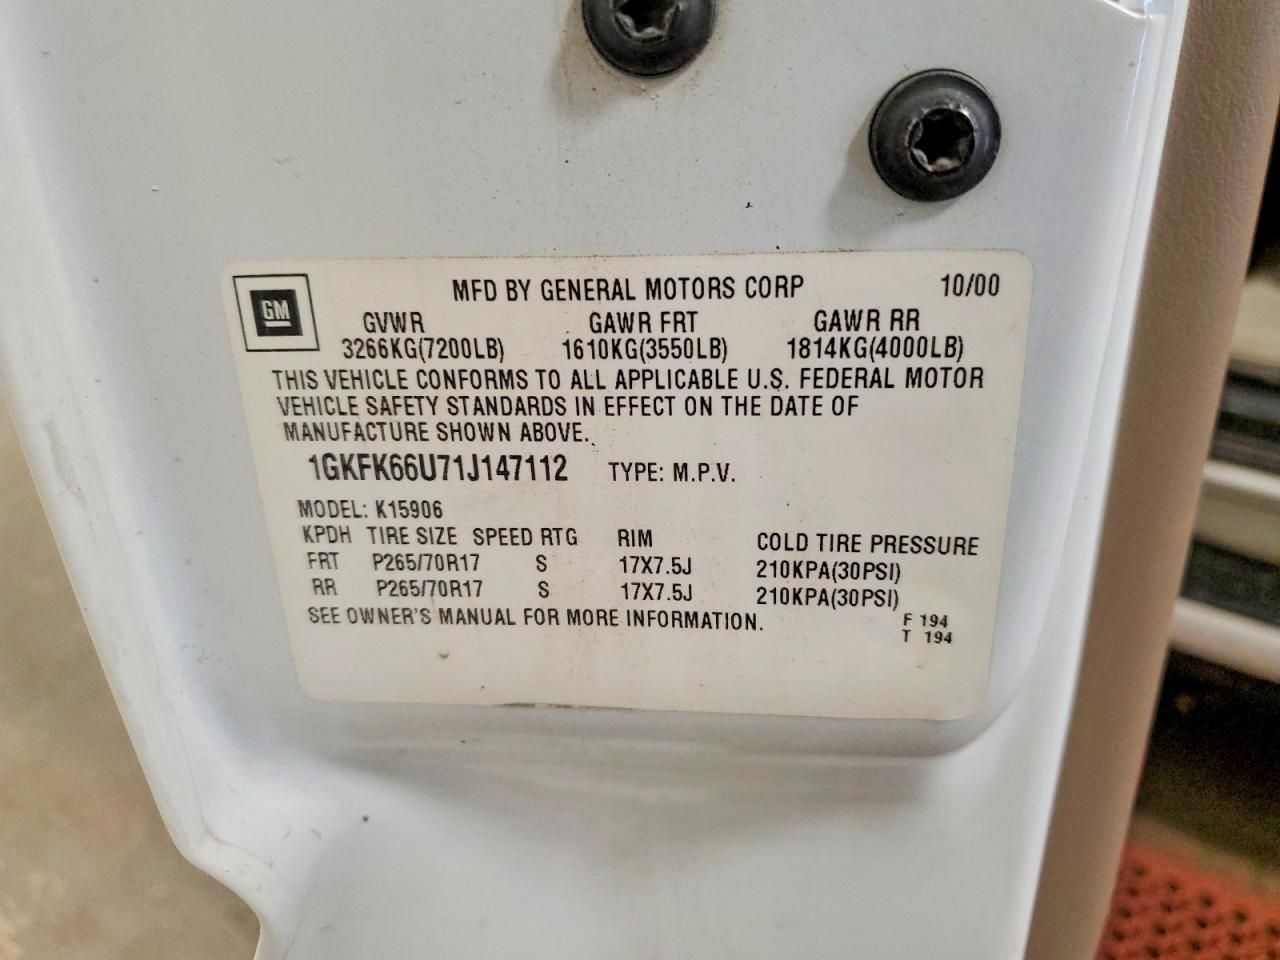 GM
MFD BY GENERAL MOTORS CORP 10/00
GVWR GAWR FRT GAWR RR
3266KG(7200LB) 1610KG(3550LB) 1814KG(4000LB)
THIS VEHICLE CONFORMS TO ALL APPLICABLE U.S. FEDERAL MOTOR
VEHICLE SAFETY STANDARDS IN EFFECT ON THE DATE OF
MANUFACTURE SHOWN ABOVE.
1GKFK66U71J147112 TYPE: M.P.V.
MODEL: K15906
KPDH TIRE SIZE SPEED RTG RIM COLD TIRE PRESSURE
FRT P265/70R17 S 17X7.5J 210KPA(30PSI)
RR P265/70R17 S 17X7.5J 210KPA(30PSI)
SEE OWNER'S MANUAL FOR MORE INFORMATION. F 194
T 194